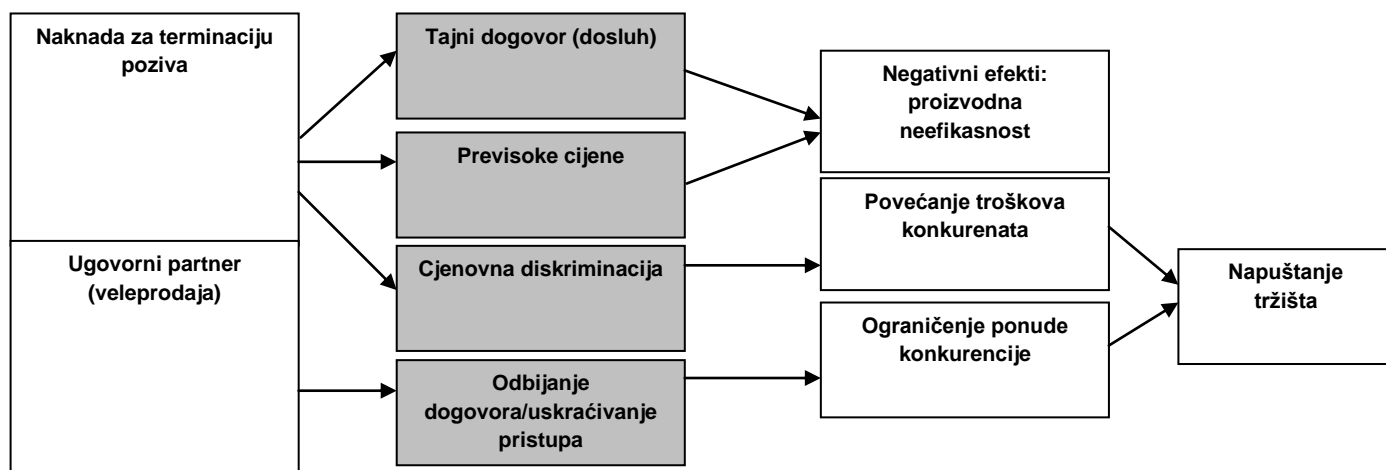 Naknada za terminaciju
poziva
Ugovorni partner
(veleprodaja)
Tajni dogovor (dosluh)
Previsoke cijene
Cjenovna diskriminacija
Odbijanje
dogovora/uskraćivanje
pristupa
Negativni efekti:
proizvodna
neefikasnost
Povećanje troškova
konkurenata
Ograničenje ponude
konkurencije
Napuštanje
tržišta